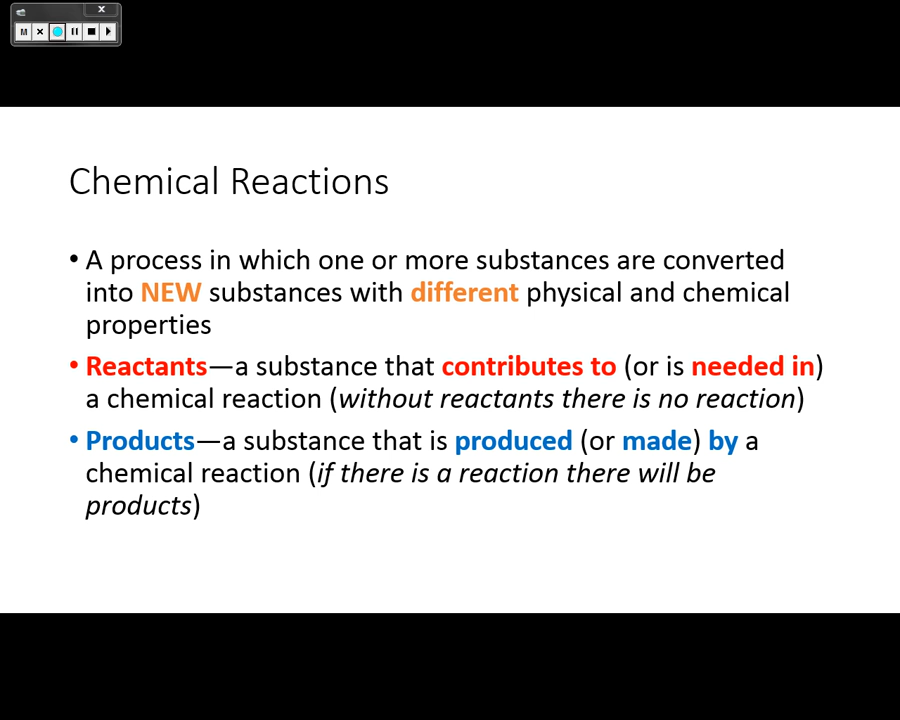 M
Chemical Reactions
• A process in which one or more substances are converted
into NEW substances with different physical and chemical
properties
• Reactants—a substance that contributes to (or is needed in)
a chemical reaction (without reactants there is no reaction)
• Products—a substance that is produced (or made) by a
chemical reaction (if there is a reaction there will be
products)